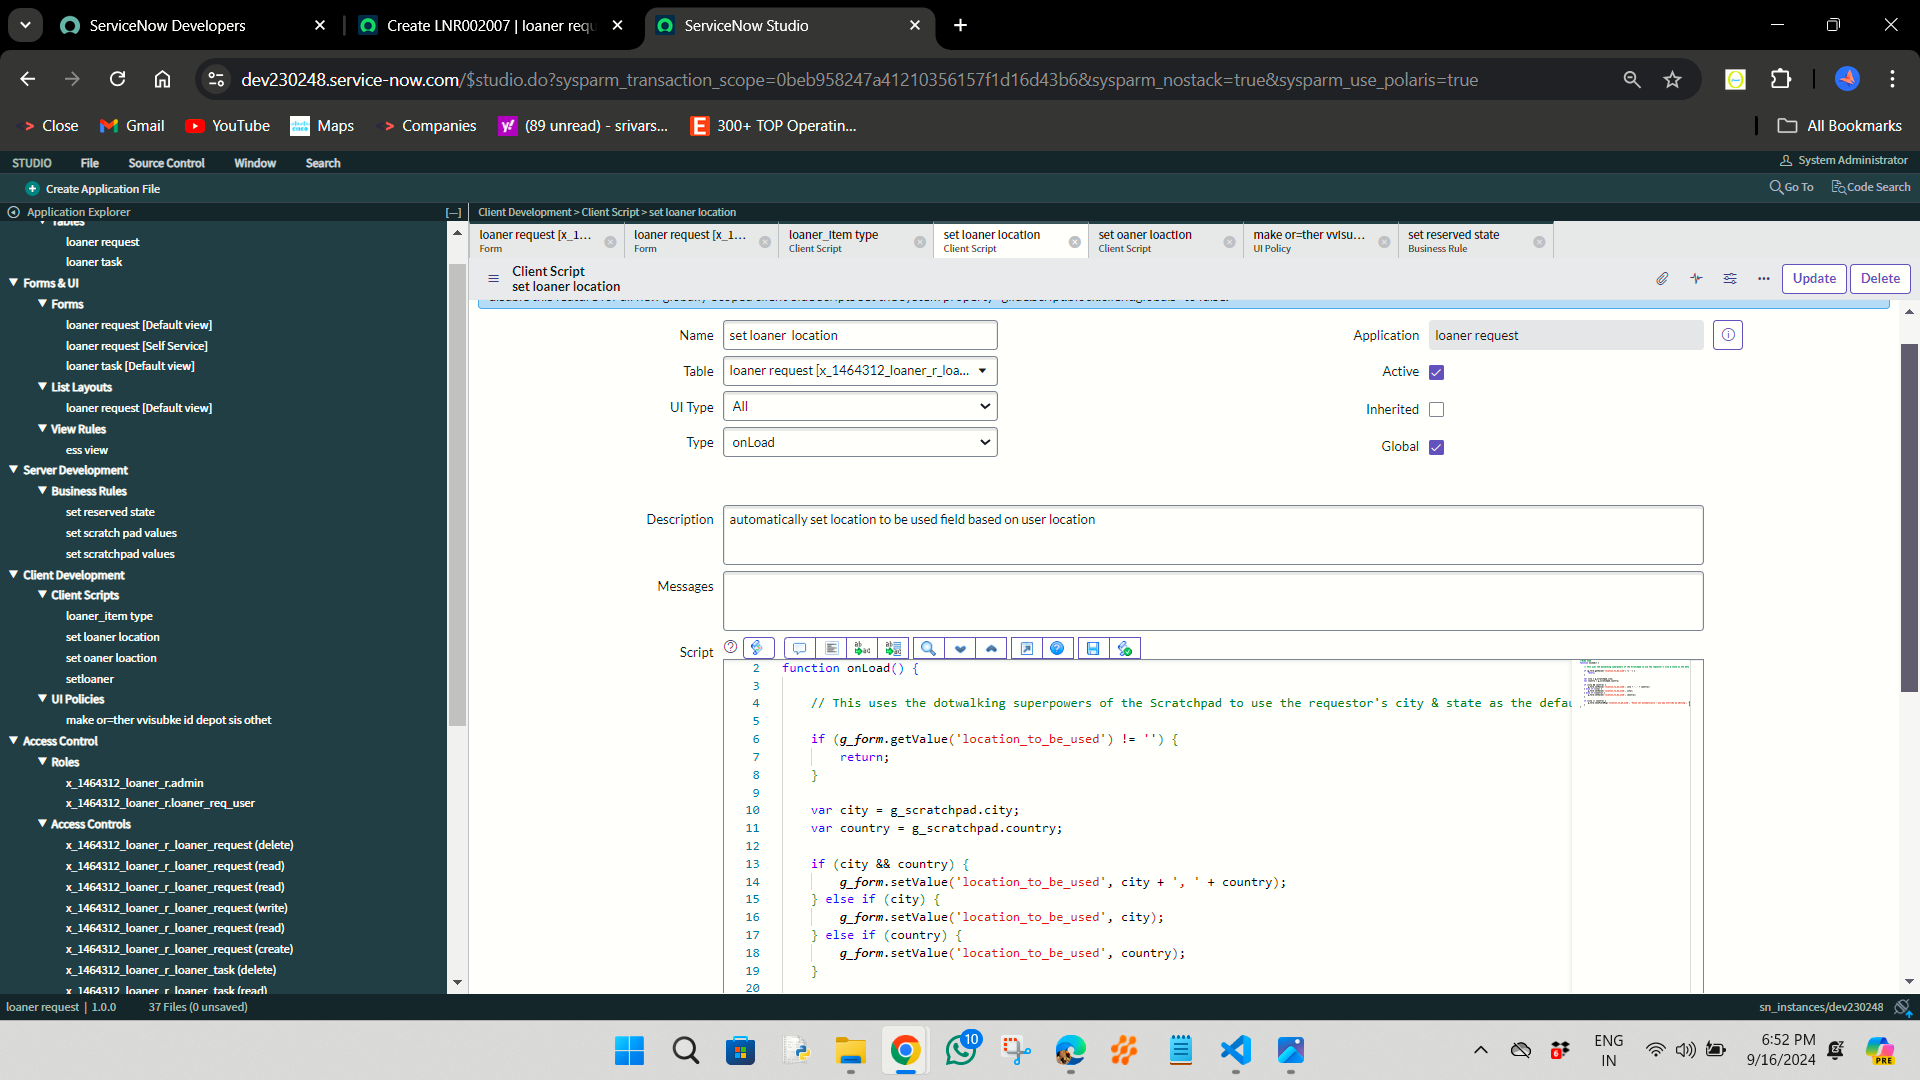 ServiceNow Developers
Create LNR002007 | loaner requ
ServiceNow Studio
dev230248.service-now.com/$studio.do?sysparm_transaction_scope=0beb958247a41210356157f1d16d43b6&sysparm_nostack=true&sysparm_use_polaris=true
Close
Gmail
YouTube
Maps
Companies
(89 unread) - srivars...
300+ TOP Operatin...
All Bookmarks
STUDIO File Source Control Window Search
System Administrator
Create Application File
Go To Code Search
Application Explorer
Client Development > Client Script > set loaner location
loaner request [x_1...
Form
loaner request [x_1...
Form
loaner_item type
Client Script
set loaner location
Client Script
set oaner loaction
Client Script
make or=ther vvisu...
UI Policy
set reserved state
Business Rule
Tables
loaner request
loaner task
Forms & UI
Forms
loaner request [Default view]
loaner request [Self Service]
loaner task [Default view]
List Layouts
loaner request [Default view]
View Rules
ess view
Server Development
Business Rules
set reserved state
set scratch pad values
set scratchpad values
Client Development
Client Scripts
loaner_item type
set loaner location
set oaner loaction
setloaner
UI Policies
make or=ther vvisubke id depot sis othet
Access Control
Roles
x_1464312_loaner_r.admin
x_1464312_loaner_r.loaner_req_user
Access Controls
x_1464312_loaner_r_loaner_request (delete)
x_1464312_loaner_r_loaner_request (read)
x_1464312_loaner_r_loaner_request (read)
x_1464312_loaner_r_loaner_request (write)
x_1464312_loaner_r_loaner_request (read)
x_1464312_loaner_r_loaner_request (create)
x_1464312_loaner_r_loaner_task (delete)
x_1464312_loaner_r_loaner_task (read)
Client Script
set loaner location
Update
Delete
Name set loaner location
Application loaner request
Table loaner request [x_1464312_loaner_r_loa...
Active
UI Type All
Inherited
Type onLoad
Global
Description automatically set location to be used field based on user location
Messages
Script
2 function onLoad() {
3
4 // This uses the dotwalking superpowers of the Scratchpad to use the requestor's city & state as the defau
5
6 if (g_form.getValue('location_to_be_used') != '') {
7 return;
8 }
9
10 var city = g_scratchpad.city;
11 var country = g_scratchpad.country;
12
13 if (city && country) {
14 g_form.setValue('location_to_be_used', city + ', ' + country);
15 } else if (city) {
16 g_form.setValue('location_to_be_used', city);
17 } else if (country) {
18 g_form.setValue('location_to_be_used', country);
19 }
20
loaner request | 1.0.0 37 Files (0 unsaved)
sn_instances/dev230248
10
6
ENG
IN
6:52 PM
9/16/2024
PRE